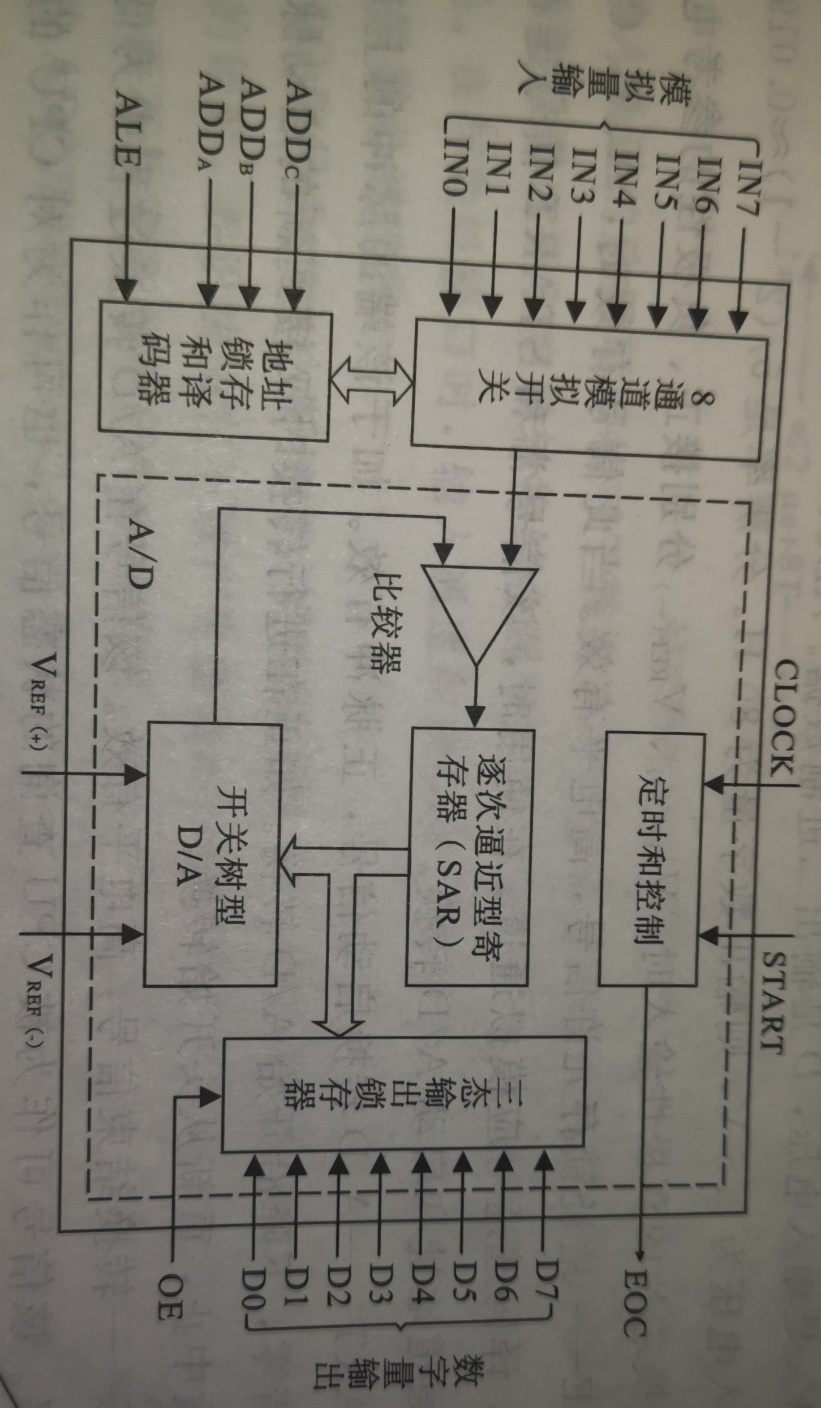 模拟量输入
IN7
IN6
IN5
IN4
IN3
IN2
IN1
IN0
ADDC
ADDB
ADDA
ALE
8通道模拟开关
地址
锁存
和译
码器
CLOCK
START
定时和控制
EOC
A/D
比较器
逐次逼近型寄
存器（SAR）
开关树型
D/A
VREF (+)
VREF (-)
三态输出锁存器
OE
D7
D6
D5
D4
D3
D2
D1
D0
数字量输出